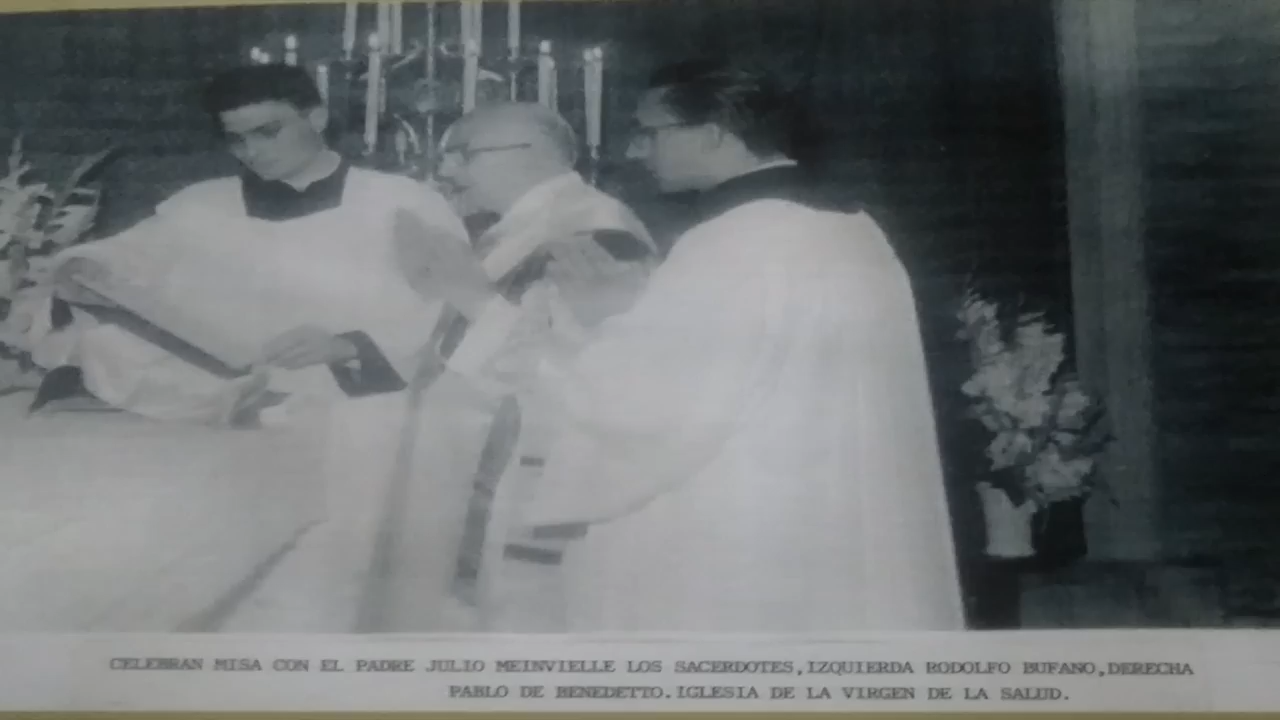 CELEBRAN MISA CON EL PADRE JULIO MEINVIELLE LOS SACERDOTES,IZQUIERDA RODOLFO BUFANO,DERECHA
PABLO DE BENEDETTO.IGLESIA DE LA VIRGEN DE LA SALUD.